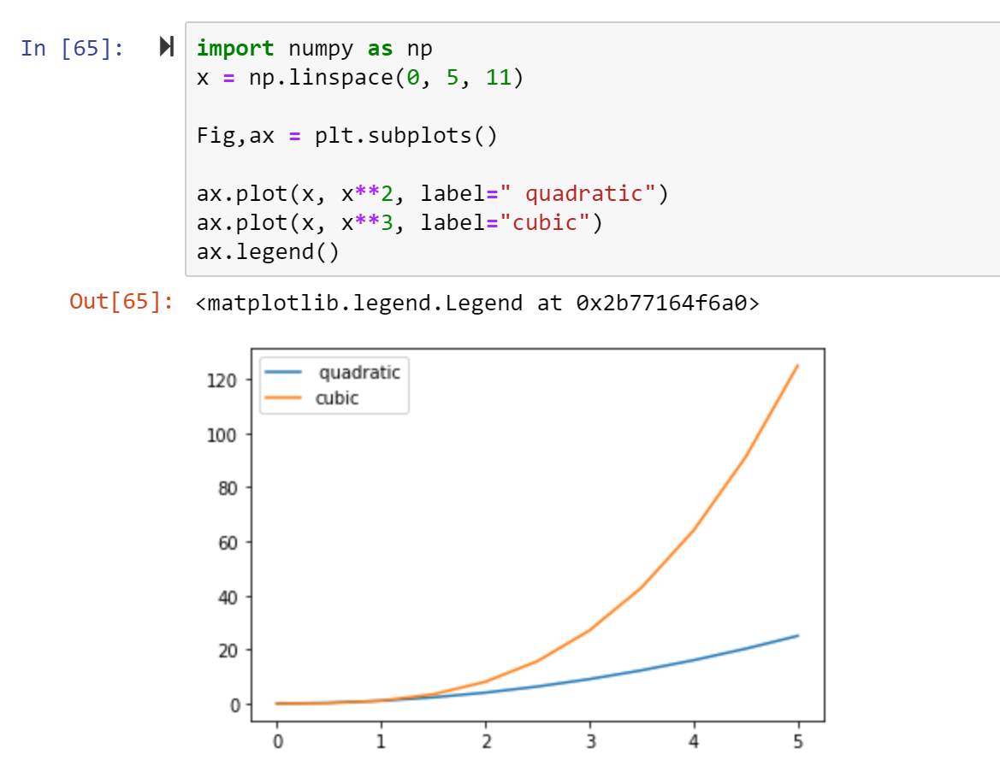 In [65]:
import numpy as np
x = np.linspace(0, 5, 11)
Fig,ax = plt.subplots()
ax.plot(x, x**2, label=" quadratic")
ax.plot(x, x**3, label="cubic")
ax.legend()
Out[65]: <matplotlib.legend.Legend at 0x2b77164f6a0>
quadratic
cubic
120
100
80
60
40
20
0
0 1 2 3 4 5